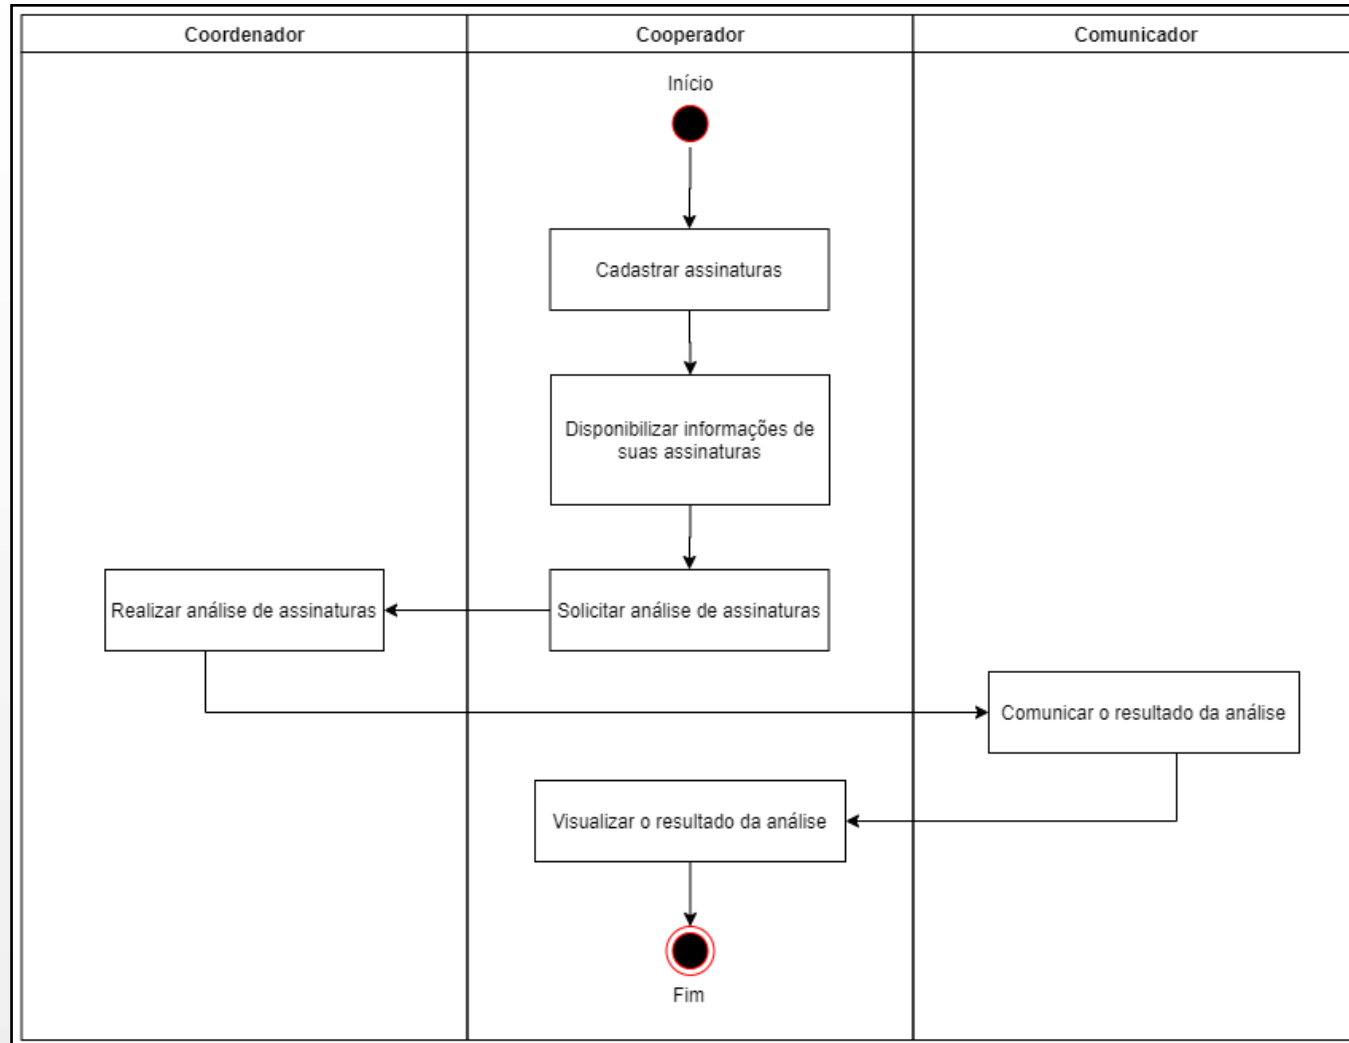 Coordenador
Cooperador
Comunicador
Início
Cadastrar assinaturas
Disponibilizar informações de
suas assinaturas
Realizar análise de assinaturas
Solicitar análise de assinaturas
Comunicar o resultado da análise
Visualizar o resultado da análise
Fim